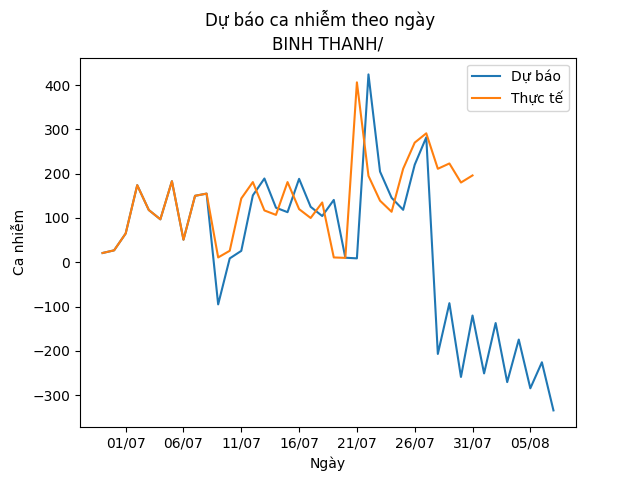 Dự báo ca nhiễm theo ngày
BINH THANH/
Dự báo
Thực tế
Ca nhiễm
400
300
200
100
0
−100
−200
−300
01/07 06/07 11/07 16/07 21/07 26/07 31/07 05/08
Ngày